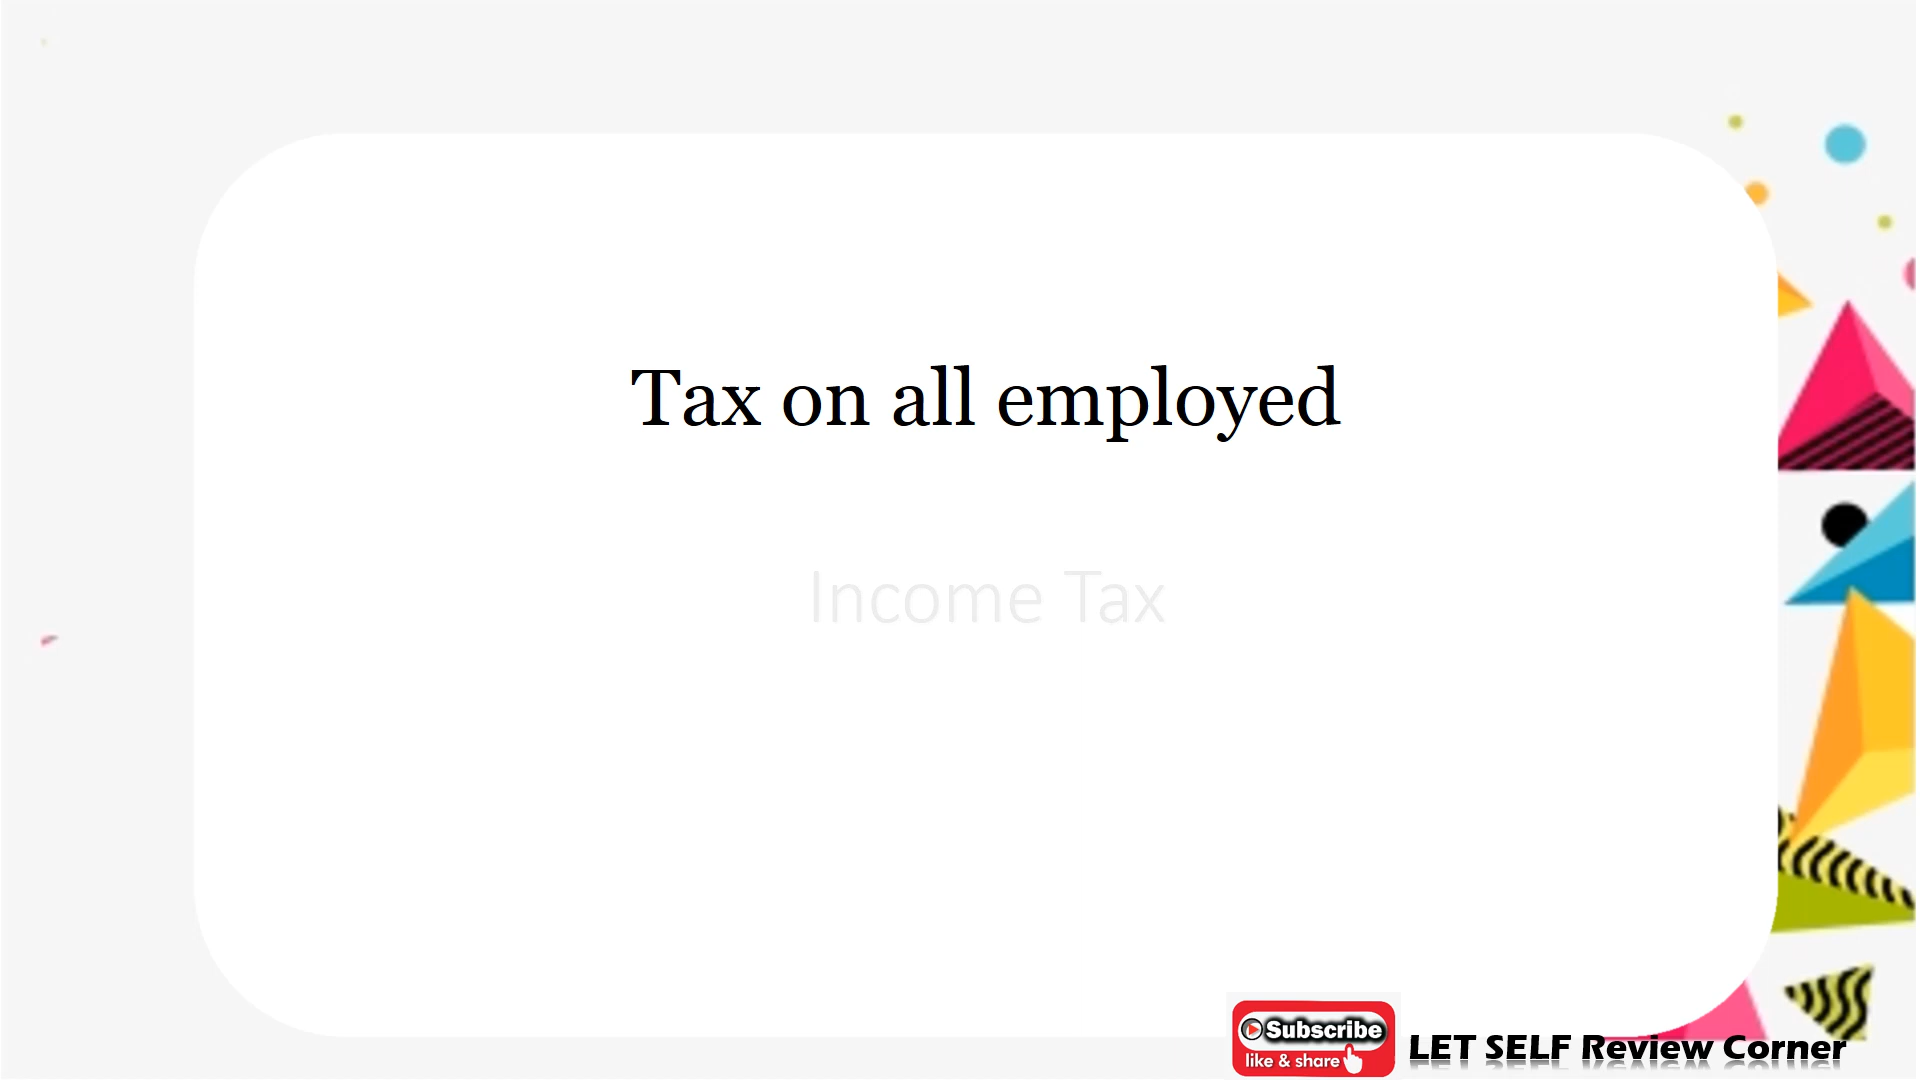 Tax on all employed
Income Tax
Subscribe
like & share
LET SELF Review Corner